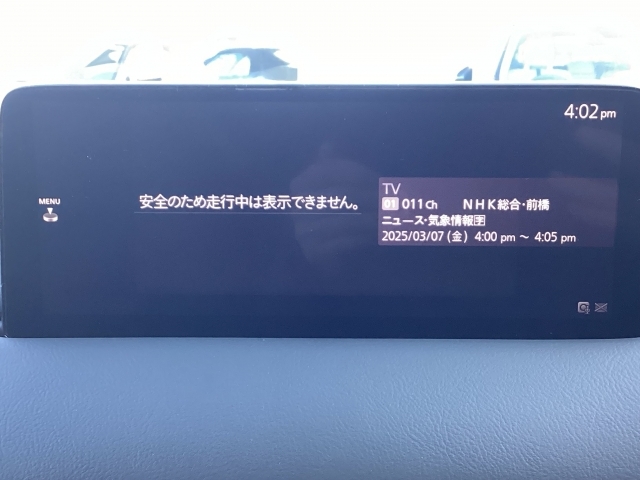 4:02 pm
MENU
安全のため走行中は表示できません。
TV
01 011 Ch NHK総合・前橋
ニュース・気象情報🈑
2025/03/07 (金) 4:00 pm ～ 4:05 pm